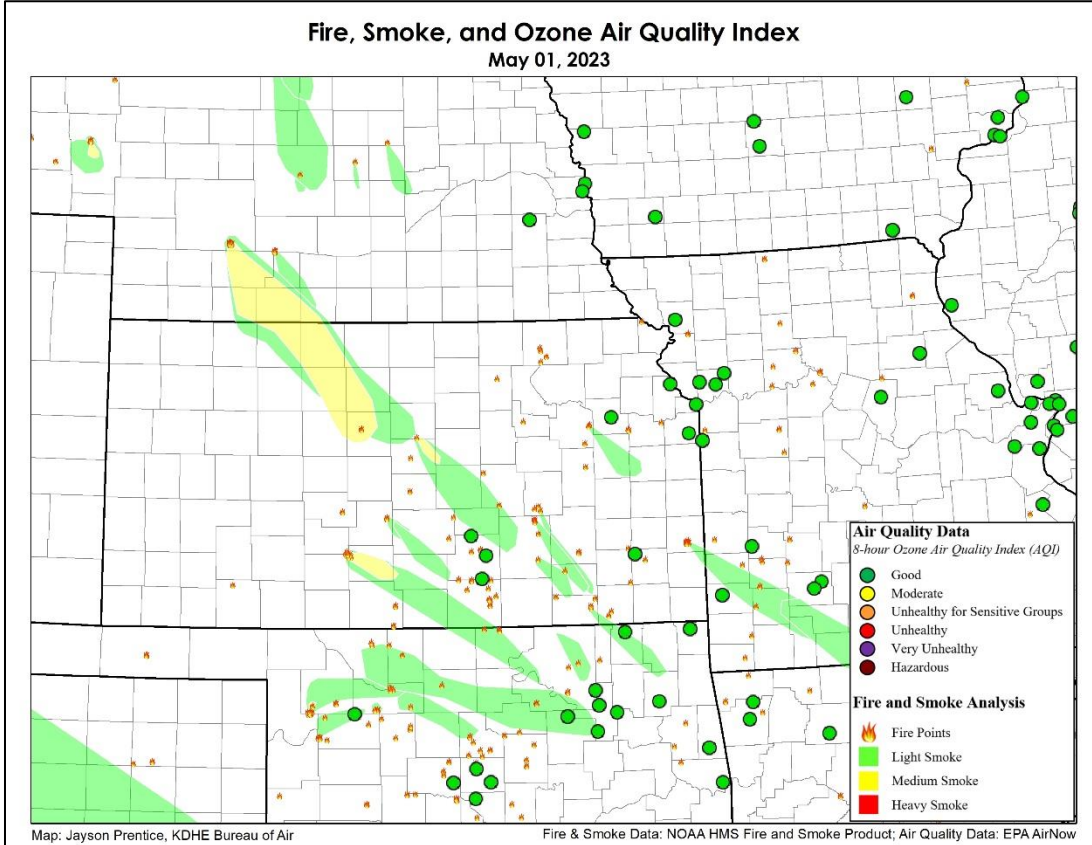 Fire, Smoke, and Ozone Air Quality Index
May 01, 2023
Air Quality Data
8-hour Ozone Air Quality Index (AQI)
Good
Moderate
Unhealthy for Sensitive Groups
Unhealthy
Very Unhealthy
Hazardous
Fire and Smoke Analysis
Fire Points
Light Smoke
Medium Smoke
Heavy Smoke
Map: Jayson Prentice, KDHE Bureau of Air
Fire & Smoke Data: NOAA HMS Fire and Smoke Product; Air Quality Data: EPA AirNow